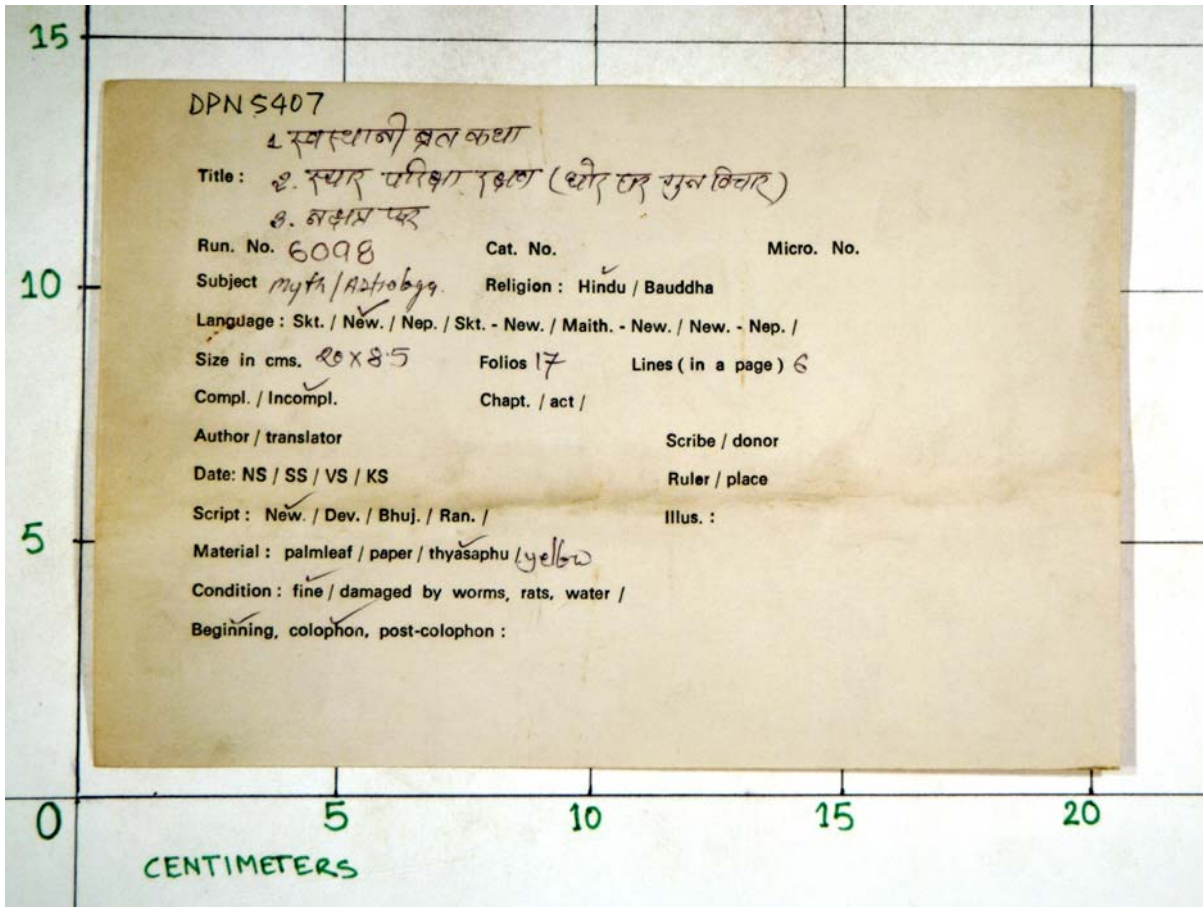 15
DPN 5407
1. स्वस्थानी व्रत कथा
Title : 2. स्यार परिक्षा (घोर गुन विचार)
3. नक्षत्र फर
Run. No. 6098 Cat. No. Micro. No.
10
Subject Myth / Astrology. Religion : Hindu / Bauddha
Language : Skt. / New. / Nep. / Skt. - New. / Maith. - New. / New. - Nep. /
Size in cms. 20 x 8.5 Folios 17 Lines ( in a page ) 6
Compl. / Incompl. Chapt. / act /
Author / translator Scribe / donor
Date: NS / SS / VS / KS Ruler / place
Script : New. / Dev. / Bhuj. / Ran. / Illus. :
5
Material : palmleaf / paper / thyasaphu / yellow
Condition : fine / damaged by worms, rats, water /
Beginning, colophon, post-colophon :
0 5 10 15 20
CENTIMETERS